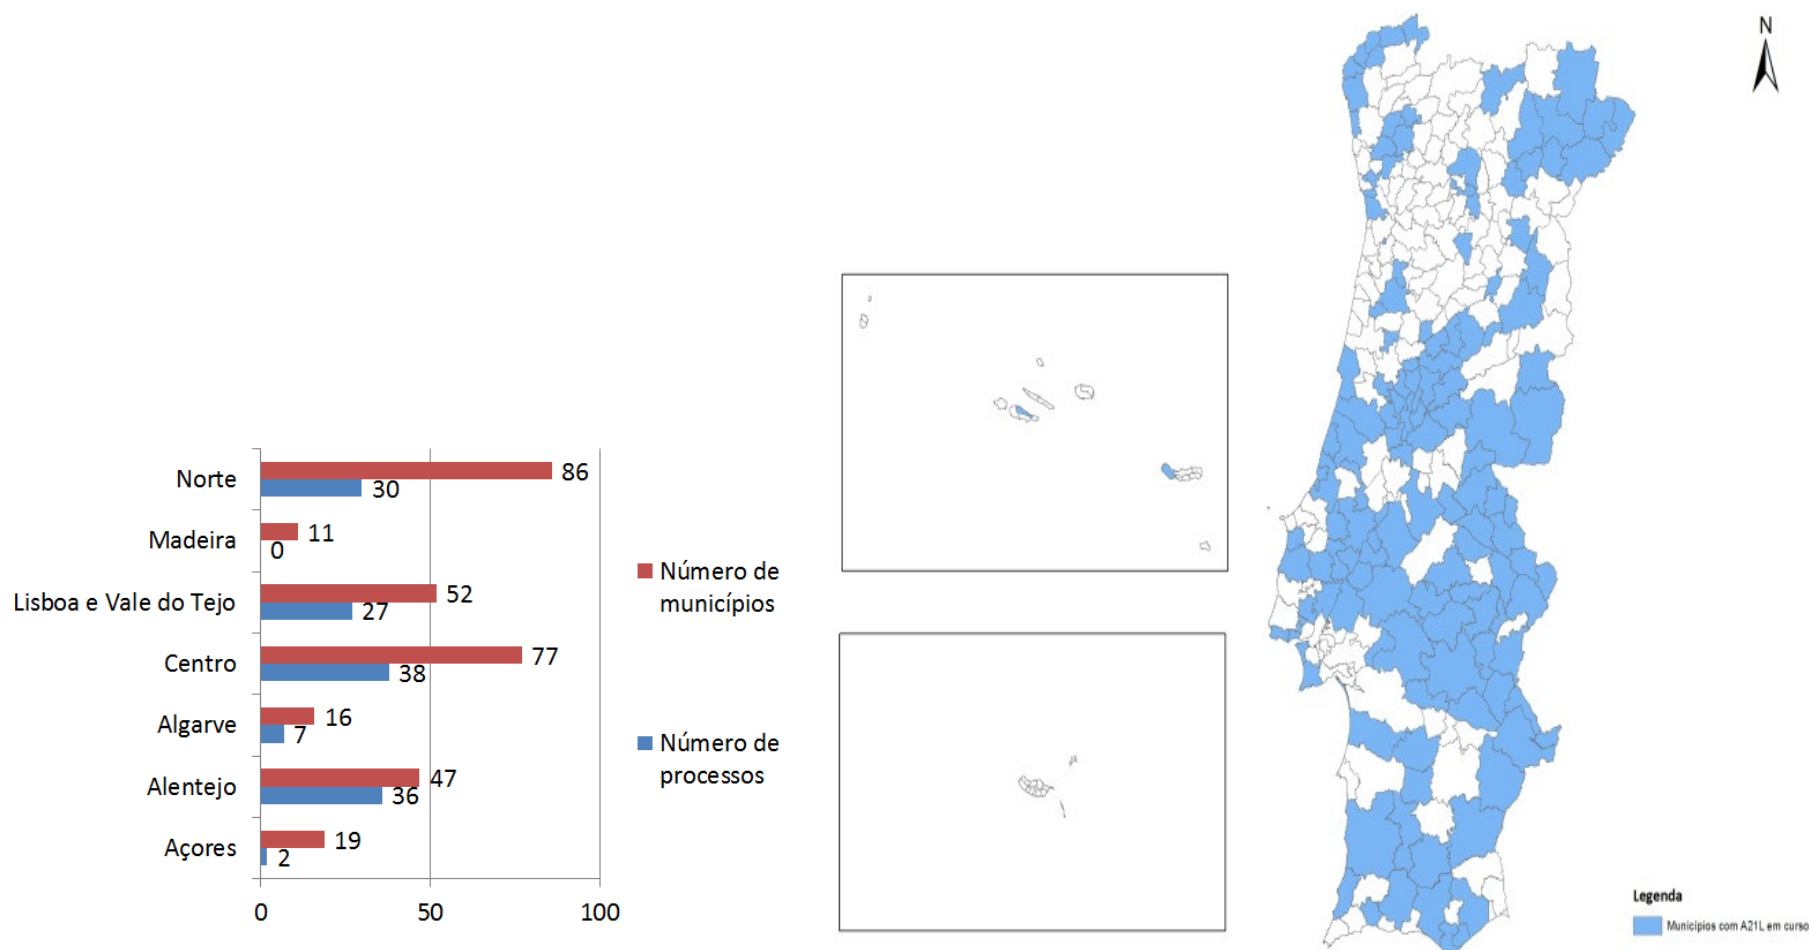 Norte
86
30
Madeira
11
0
Lisboa e Vale do Tejo
52
27
Centro
77
38
Algarve
16
7
Alentejo
47
36
Açores
19
2
0
50
100
Número de
municípios
Número de
processos
N
Legenda
Municípios com A21L em curso